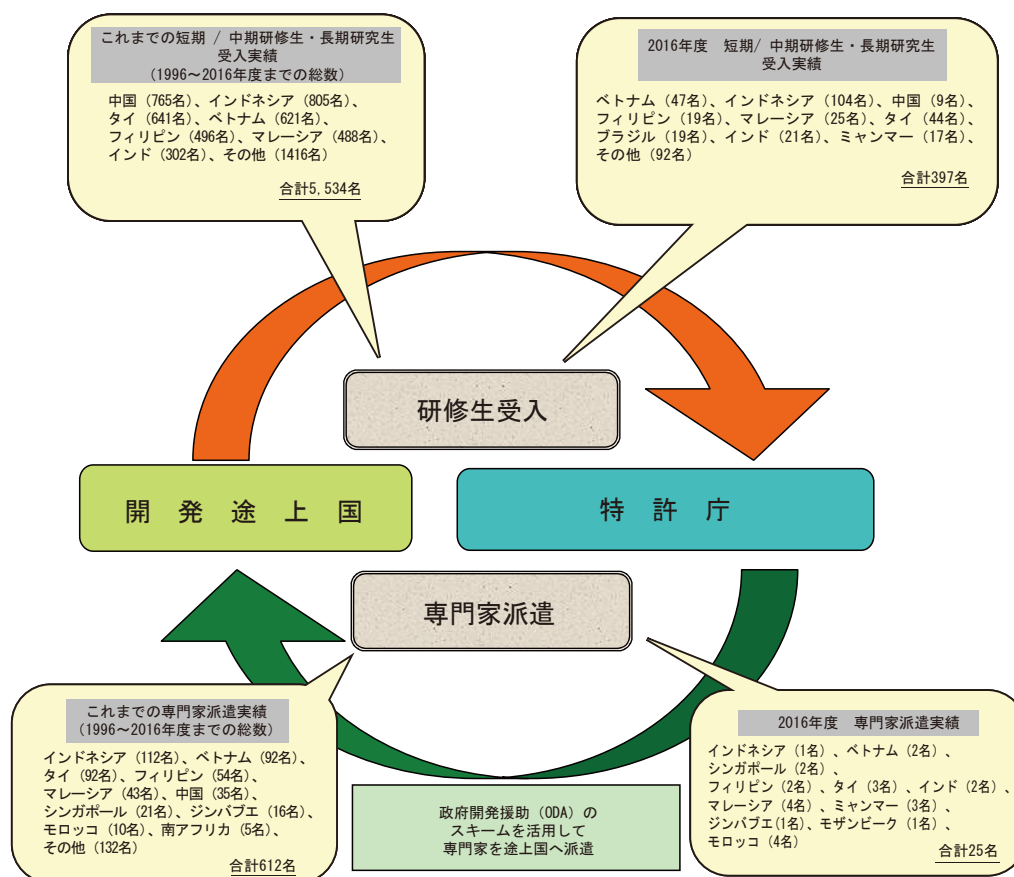 これまでの短期 / 中期研修生・長期研究生
受入実績
(1996～2016年度までの総数)
中国 (765名)、インドネシア (805名)、
タイ (641名)、ベトナム (621名)、
フィリピン (496名)、マレーシア (488名)、
インド (302名)、その他 (1416名)
合計5,534名
2016年度　短期/ 中期研修生・長期研究生
受入実績
ベトナム (47名)、インドネシア (104名)、中国 (9名)、
フィリピン (19名)、マレーシア (25名)、タイ (44名)、
ブラジル (19名)、インド (21名)、ミャンマー (17名)、
その他 (92名)
合計397名
研修生受入
開　発　途　上　国
特　許　庁
専門家派遣
これまでの専門家派遣実績
(1996～2016年度までの総数)
インドネシア (112名)、ベトナム (92名)、
タイ (92名)、フィリピン (54名)、
マレーシア (43名)、中国 (35名)、
シンガポール (21名)、ジンバブエ (16名)、
モロッコ (10名)、南アフリカ (5名)、
その他 (132名)
合計612名
政府開発援助 (ODA) の
スキームを活用して
専門家を途上国へ派遣
2016年度　専門家派遣実績
インドネシア (1名) 、ベトナム (2名) 、
シンガポール (2名) 、
フィリピン (2名) 、タイ (3名) 、インド (2名) 、
マレーシア (4名) 、ミャンマー (3名) 、
ジンバブエ(1名)、モザンビーク (1名) 、
モロッコ (4名)
合計25名